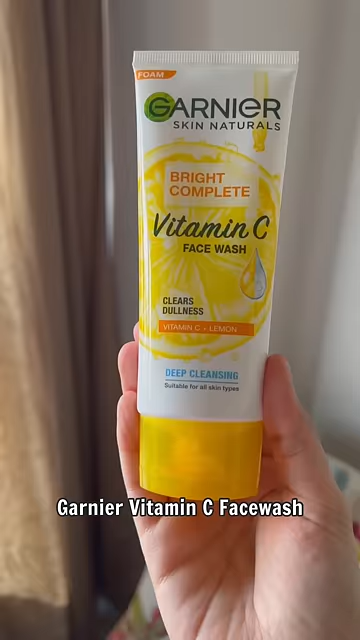 FOAM
GARNIER
SKIN NATURALS
BRIGHT
COMPLETE
Vitamin C
FACE WASH
CLEARS
DULLNESS
VITAMIN C + LEMON
DEEP CLEANSING
Suitable for all skin types
Garnier Vitamin C Facewash